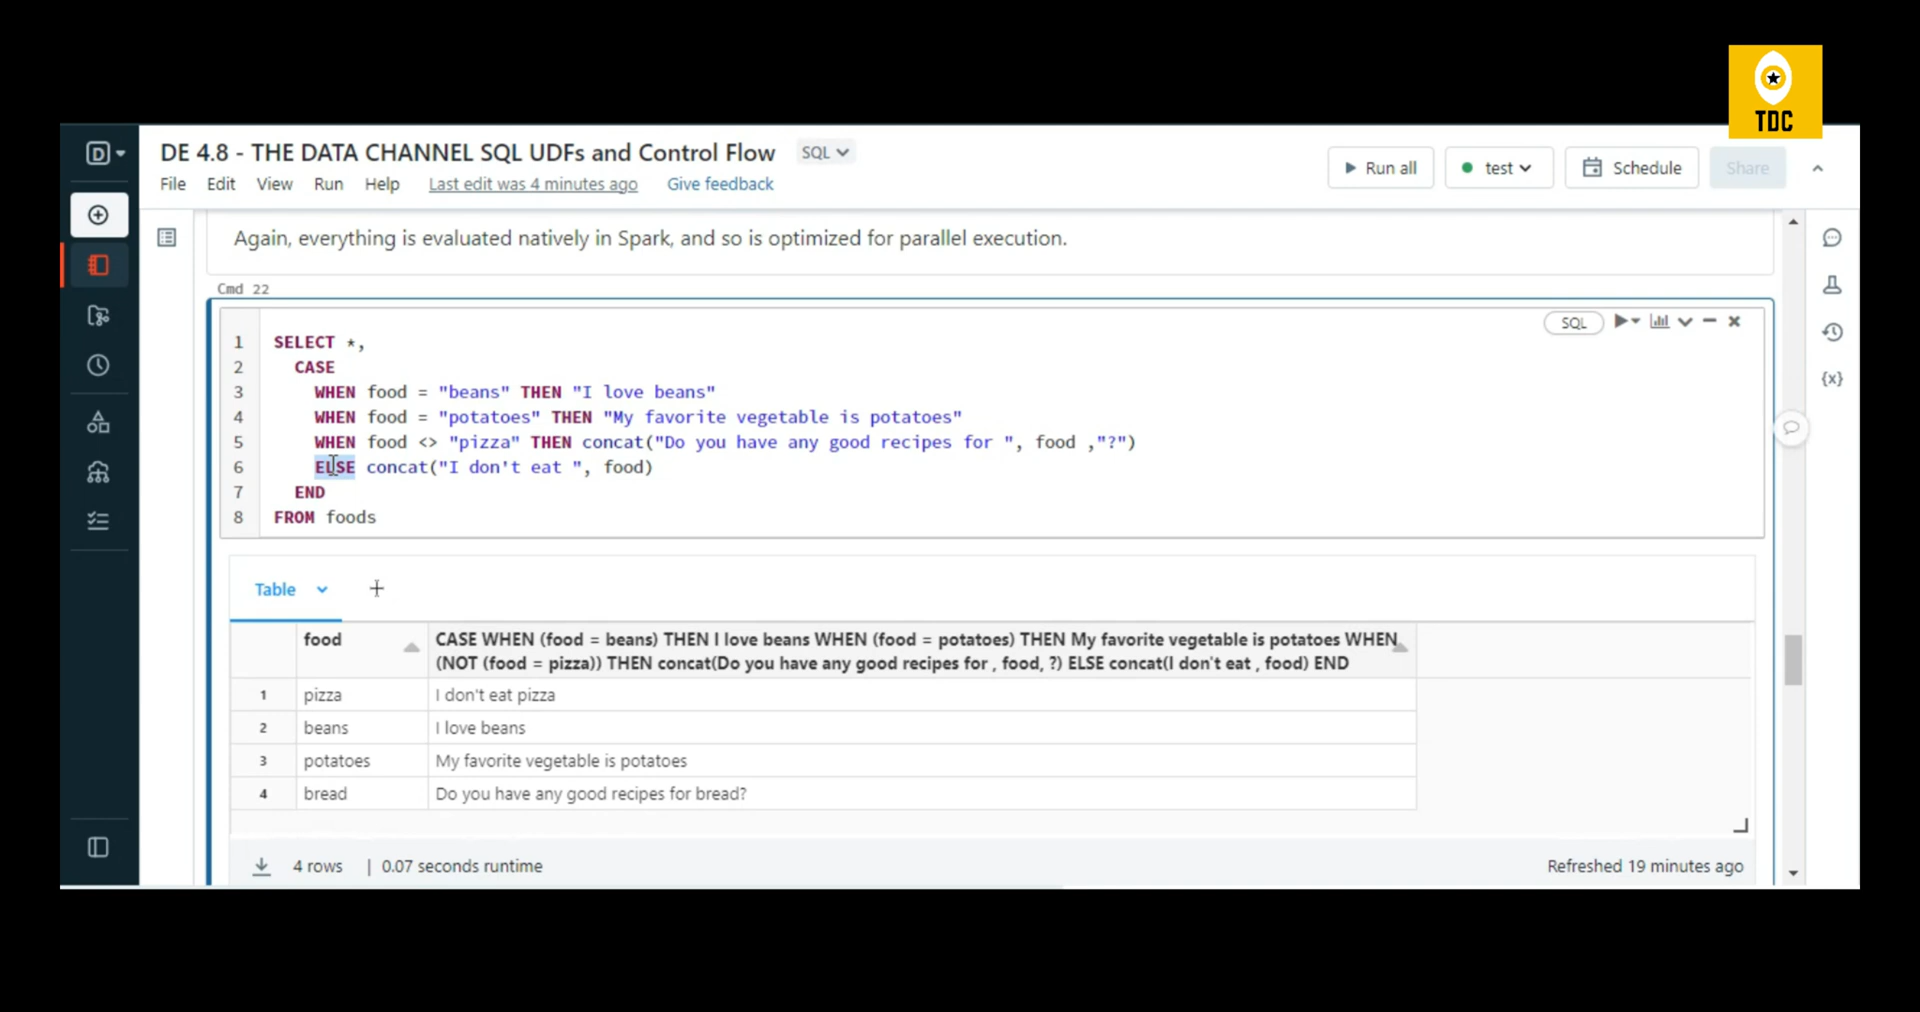 TDC
DE 4.8 - THE DATA CHANNEL SQL UDFs and Control Flow
SQL
File Edit View Run Help Last edit was 4 minutes ago Give feedback
Run all
test
Schedule
Share
Again, everything is evaluated natively in Spark, and so is optimized for parallel execution.
Cmd 22
SQL
1 SELECT *,
2 CASE
3 WHEN food = "beans" THEN "I love beans"
4 WHEN food = "potatoes" THEN "My favorite vegetable is potatoes"
5 WHEN food <> "pizza" THEN concat("Do you have any good recipes for ", food ,"?")
6 ELSE concat("I don't eat ", food)
7 END
8 FROM foods
{x}
Table +
food
CASE WHEN (food = beans) THEN I love beans WHEN (food = potatoes) THEN My favorite vegetable is potatoes WHEN
(NOT (food = pizza)) THEN concat(Do you have any good recipes for , food, ?) ELSE concat(I don't eat , food) END
1 pizza I don't eat pizza
2 beans I love beans
3 potatoes My favorite vegetable is potatoes
4 bread Do you have any good recipes for bread?
4 rows | 0.07 seconds runtime
Refreshed 19 minutes ago